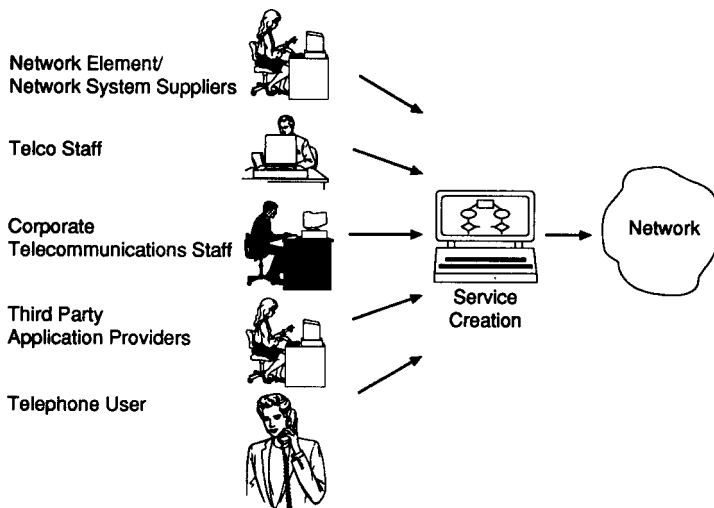 Network Element/
Network System Suppliers
Telco Staff
Corporate
Telecommunications Staff
Network
Service
Creation
Third Party
Application Providers
Telephone User